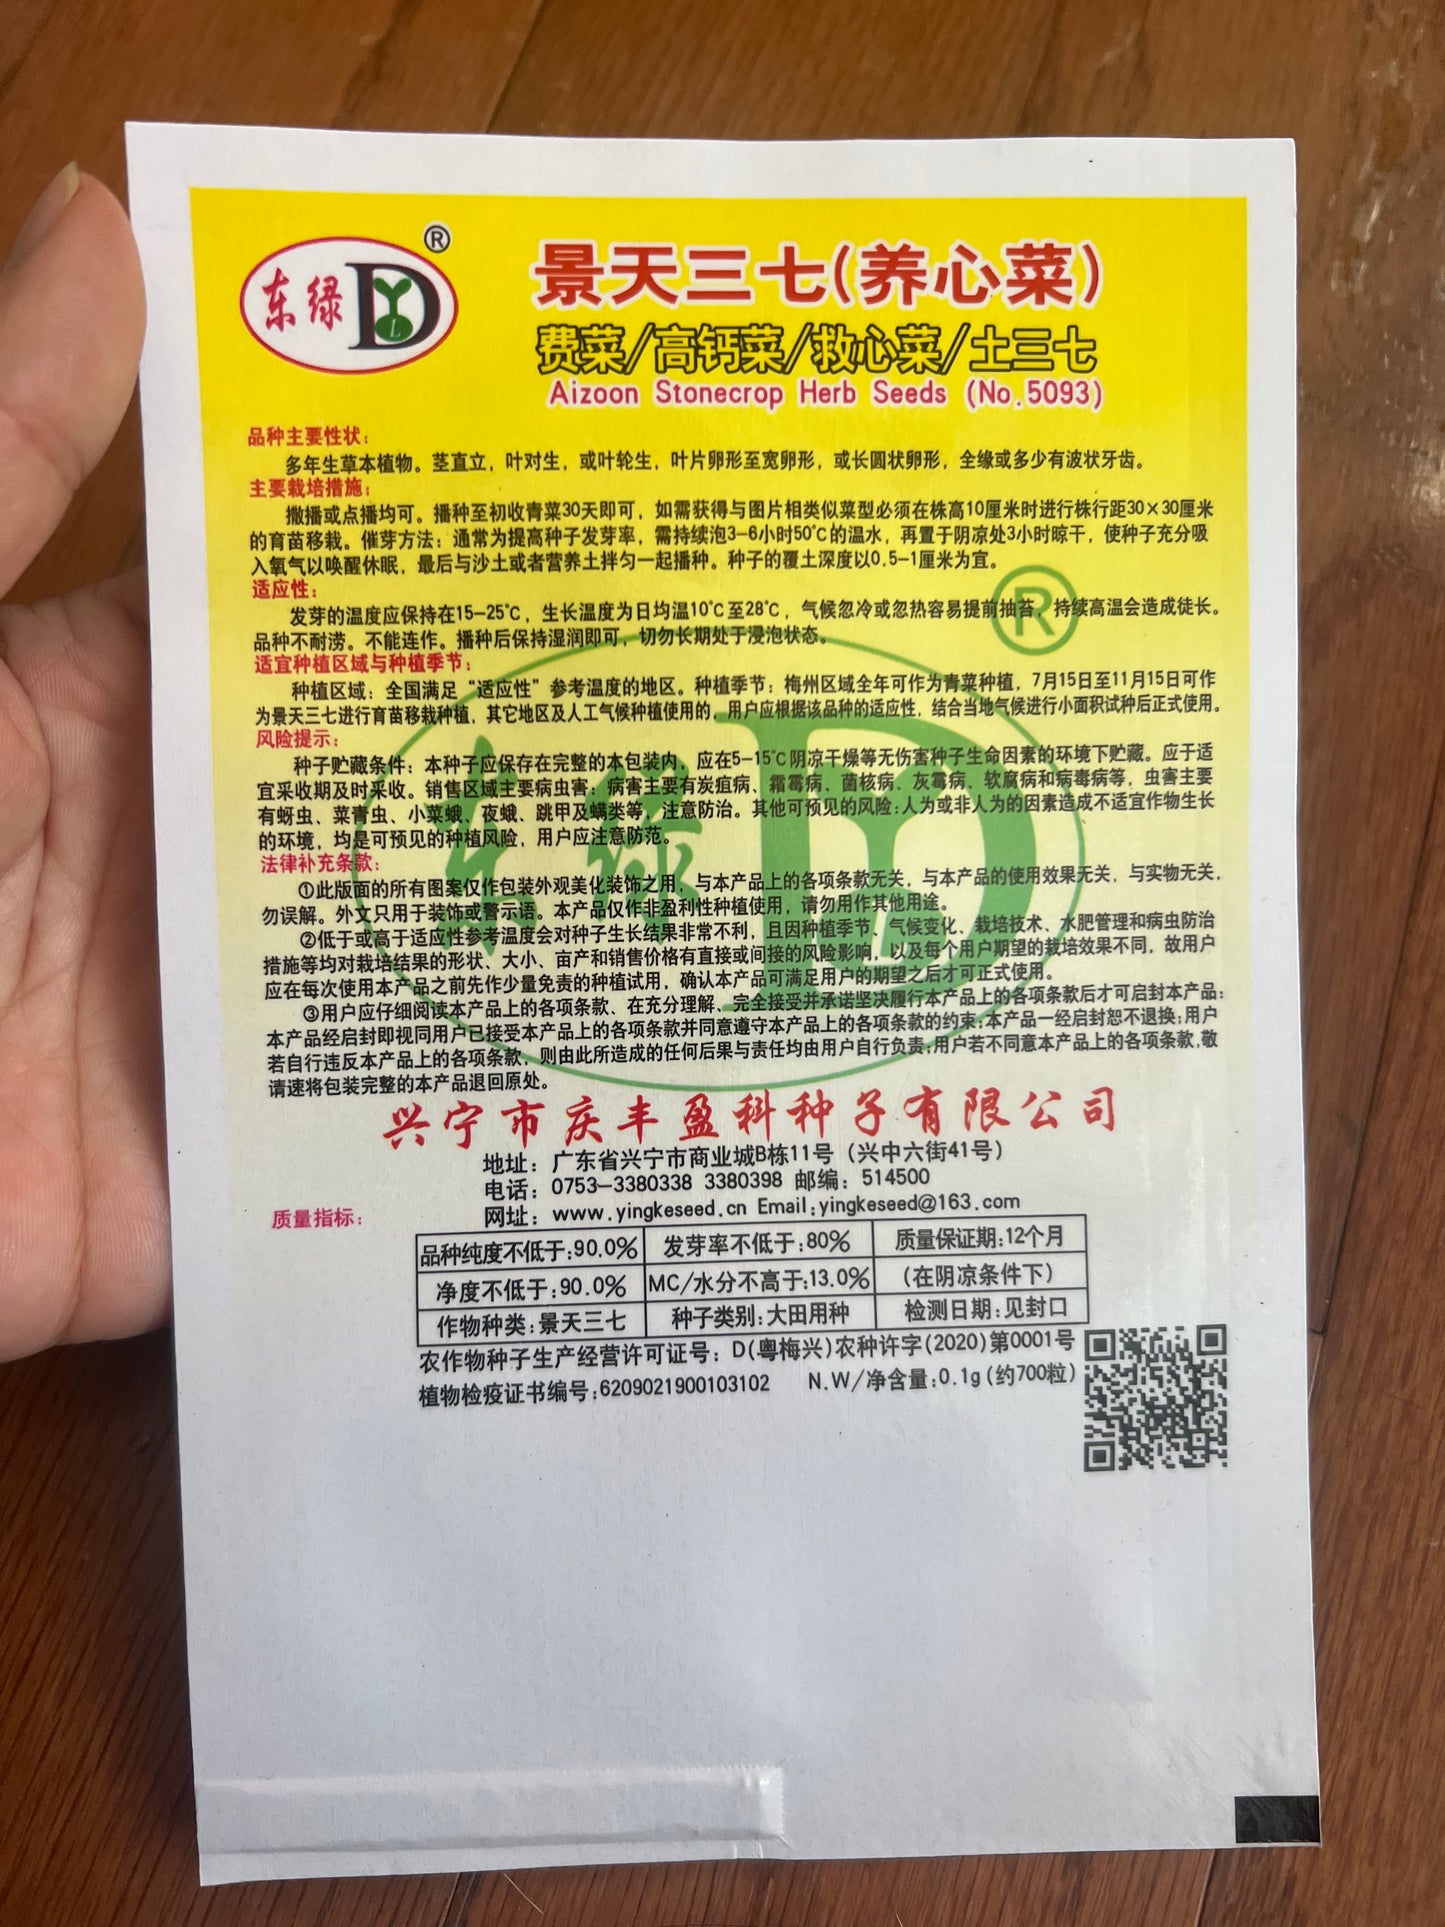 东绿 D L ®
景天三七(养心菜)
费菜/高钙菜/救心菜/土三七
Aizoon Stonecrop Herb Seeds (No.5093)
品种主要性状:
多年生草本植物。茎直立，叶对生，或叶轮生，叶片卵形至宽卵形，或长圆状卵形，全缘或多少有波状牙齿。
主要栽培措施:
撒播或点播均可。播种至初收青菜30天即可，如需获得与图片相类似菜型必须在株高10厘米时进行株行距30×30厘米
的育苗移栽。催芽方法：通常为提高种子发芽率，需持续泡3-6小时50℃的温水，再置于阴凉处3小时晾干，使种子充分吸
入氧气以唤醒休眠，最后与沙土或者营养土拌匀一起播种。种子的覆土深度以0.5-1厘米为宜。
适应性:
发芽的温度应保持在15-25℃，生长温度为日均温10℃至28℃，气候忽冷或忽热容易提前抽苔，持续高温会造成徒长。
品种不耐涝。不能连作。播种后保持湿润即可，切勿长期处于浸泡状态。
适宜种植区域与种植季节:
种植区域：全国满足“适应性”参考温度的地区。种植季节：梅州区域全年可作为青菜种植，7月15日至11月15日可作
为景天三七进行育苗移栽种植，其它地区及人工气候种植使用的，用户应根据该品种的适应性，结合当地气候进行小面积试种后正式使用。
风险提示:
种子贮藏条件：本种子应保存在完整的本包装内，应在5-15℃阴凉干燥等无伤害种子生命因素的环境下贮藏。应于适
宜采收期及时采收。销售区域主要病虫害：病害主要有炭疽病、霜霉病、菌核病、灰霉病、软腐病和病毒病等，虫害主要
有蚜虫、菜青虫、小菜蛾、夜蛾、跳甲及螨类等，注意防治。其他可预见的风险:人为或非人为的因素造成不适宜作物生长
的环境，均是可预见的种植风险，用户应注意防范。
法律补充条款:
①此版面的所有图案仅作包装外观美化装饰之用，与本产品上的各项条款无关，与本产品的使用效果无关，与实物无关，
勿误解。外文只用于装饰或警示语。本产品仅作非盈利性种植使用，请勿用作其他用途。
②低于或高于适应性参考温度会对种子生长结果非常不利，且因种植季节、气候变化、栽培技术、水肥管理和病虫防治
措施等均对栽培结果的形状、大小、亩产和销售价格有直接或间接的风险影响，以及每个用户期望的栽培效果不同，故用户
应在每次使用本产品之前先作少量免责的种植试用，确认本产品可满足用户的期望之后才可正式使用。
③用户应仔细阅读本产品上的各项条款、在充分理解、完全接受并承诺坚决履行本产品上的各项条款后才可启封本产品;
本产品经启封即视同用户已接受本产品上的各项条款并同意遵守本产品上的各项条款的约束;本产品一经启封恕不退换;用户
若自行违反本产品上的各项条款，则由此所造成的任何后果与责任均由用户自行负责;用户若不同意本产品上的各项条款,敬
请速将包装完整的本产品退回原处。
兴宁市庆丰盈科种子有限公司
地址：广东省兴宁市商业城B栋11号（兴中六街41号）
电话：0753-3380338 3380398 邮编：514500
网址：www.yingkeseed.cn Email:yingkeseed@163.com
质量指标:
品种纯度不低于:90.0% 发芽率不低于:80% 质量保证期:12个月
净度不低于:90.0% MC/水分不高于:13.0% （在阴凉条件下）
作物种类:景天三七 种子类别:大田用种 检测日期:见封口
农作物种子生产经营许可证号：D(粤梅兴)农种许字(2020)第0001号
植物检疫证书编号:6209021900103102 N.W/净含量:0.1g(约700粒)
东绿 D ®